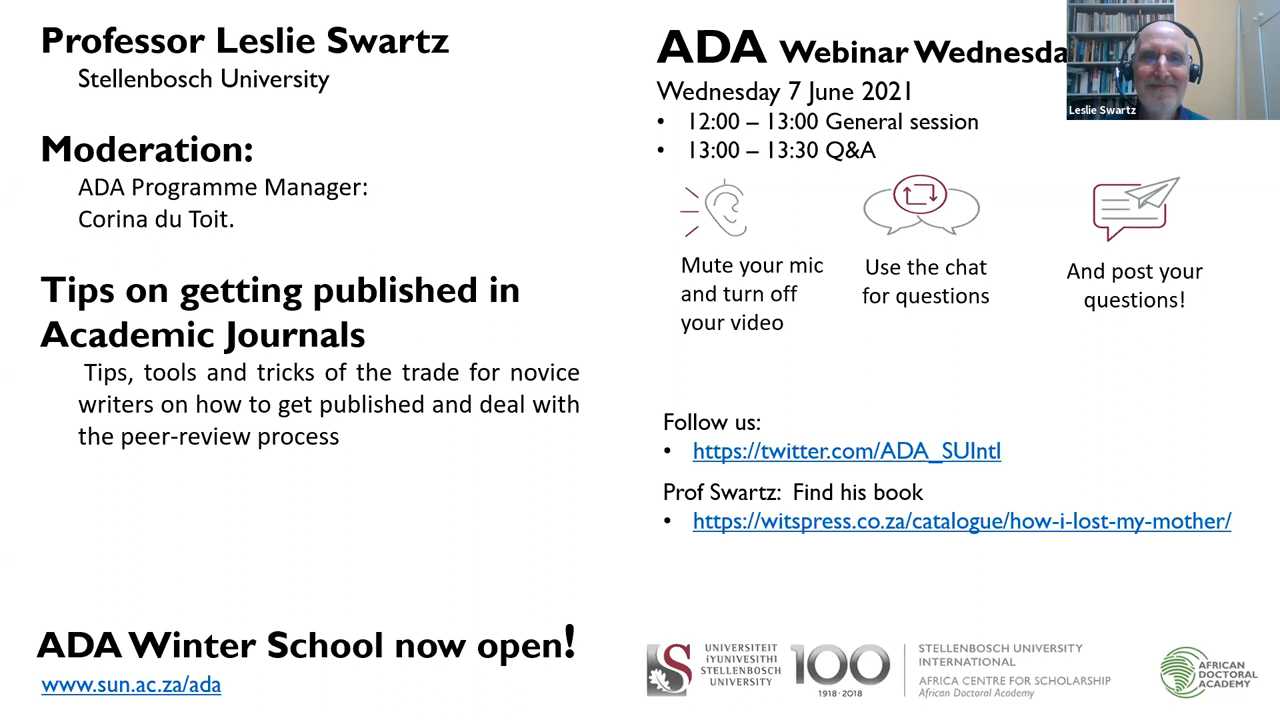 Professor Leslie Swartz
Stellenbosch University
Moderation:
ADA Programme Manager:
Corina du Toit.
Tips on getting published in
Academic Journals
Tips, tools and tricks of the trade for novice
writers on how to get published and deal with
the peer-review process
ADA Winter School now open!
www.sun.ac.za/ada
ADA Webinar Wednesda
Wednesday 7 June 2021
• 12:00 – 13:00 General session
• 13:00 – 13:30 Q&A
Leslie Swartz
Mute your mic
and turn off
your video
Use the chat
for questions
And post your
questions!
Follow us:
• https://twitter.com/ADA_SUIntl
Prof Swartz: Find his book
• https://witspress.co.za/catalogue/how-i-lost-my-mother/
UNIVERSITEIT
IYUNIVESITHI
STELLENBOSCH
UNIVERSITY
100
1918·2018
STELLENBOSCH UNIVERSITY
INTERNATIONAL
AFRICA CENTRE FOR SCHOLARSHIP
African Doctoral Academy
AFRICAN
DOCTORAL
ACADEMY